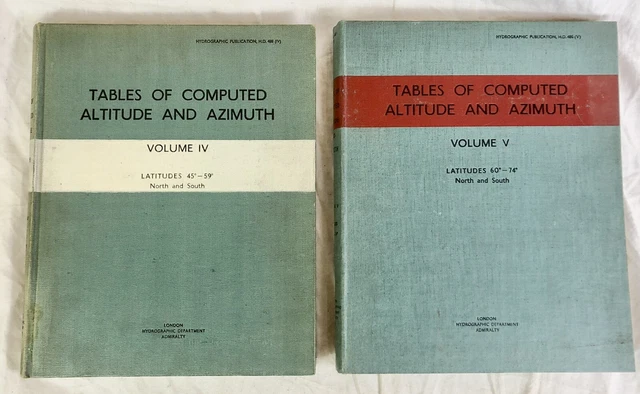 HYDROGRAPHIC PUBLICATION, H.D. 486 (IV)
TABLES OF COMPUTED
ALTITUDE AND AZIMUTH
VOLUME IV
LATITUDES 45°—59°
North and South
LONDON
HYDROGRAPHIC DEPARTMENT
ADMIRALTY
HYDROGRAPHIC PUBLICATION, H.D. 486 (V)
TABLES OF COMPUTED
ALTITUDE AND AZIMUTH
VOLUME V
LATITUDES 60°—74°
North and South
LONDON
HYDROGRAPHIC DEPARTMENT
ADMIRALTY